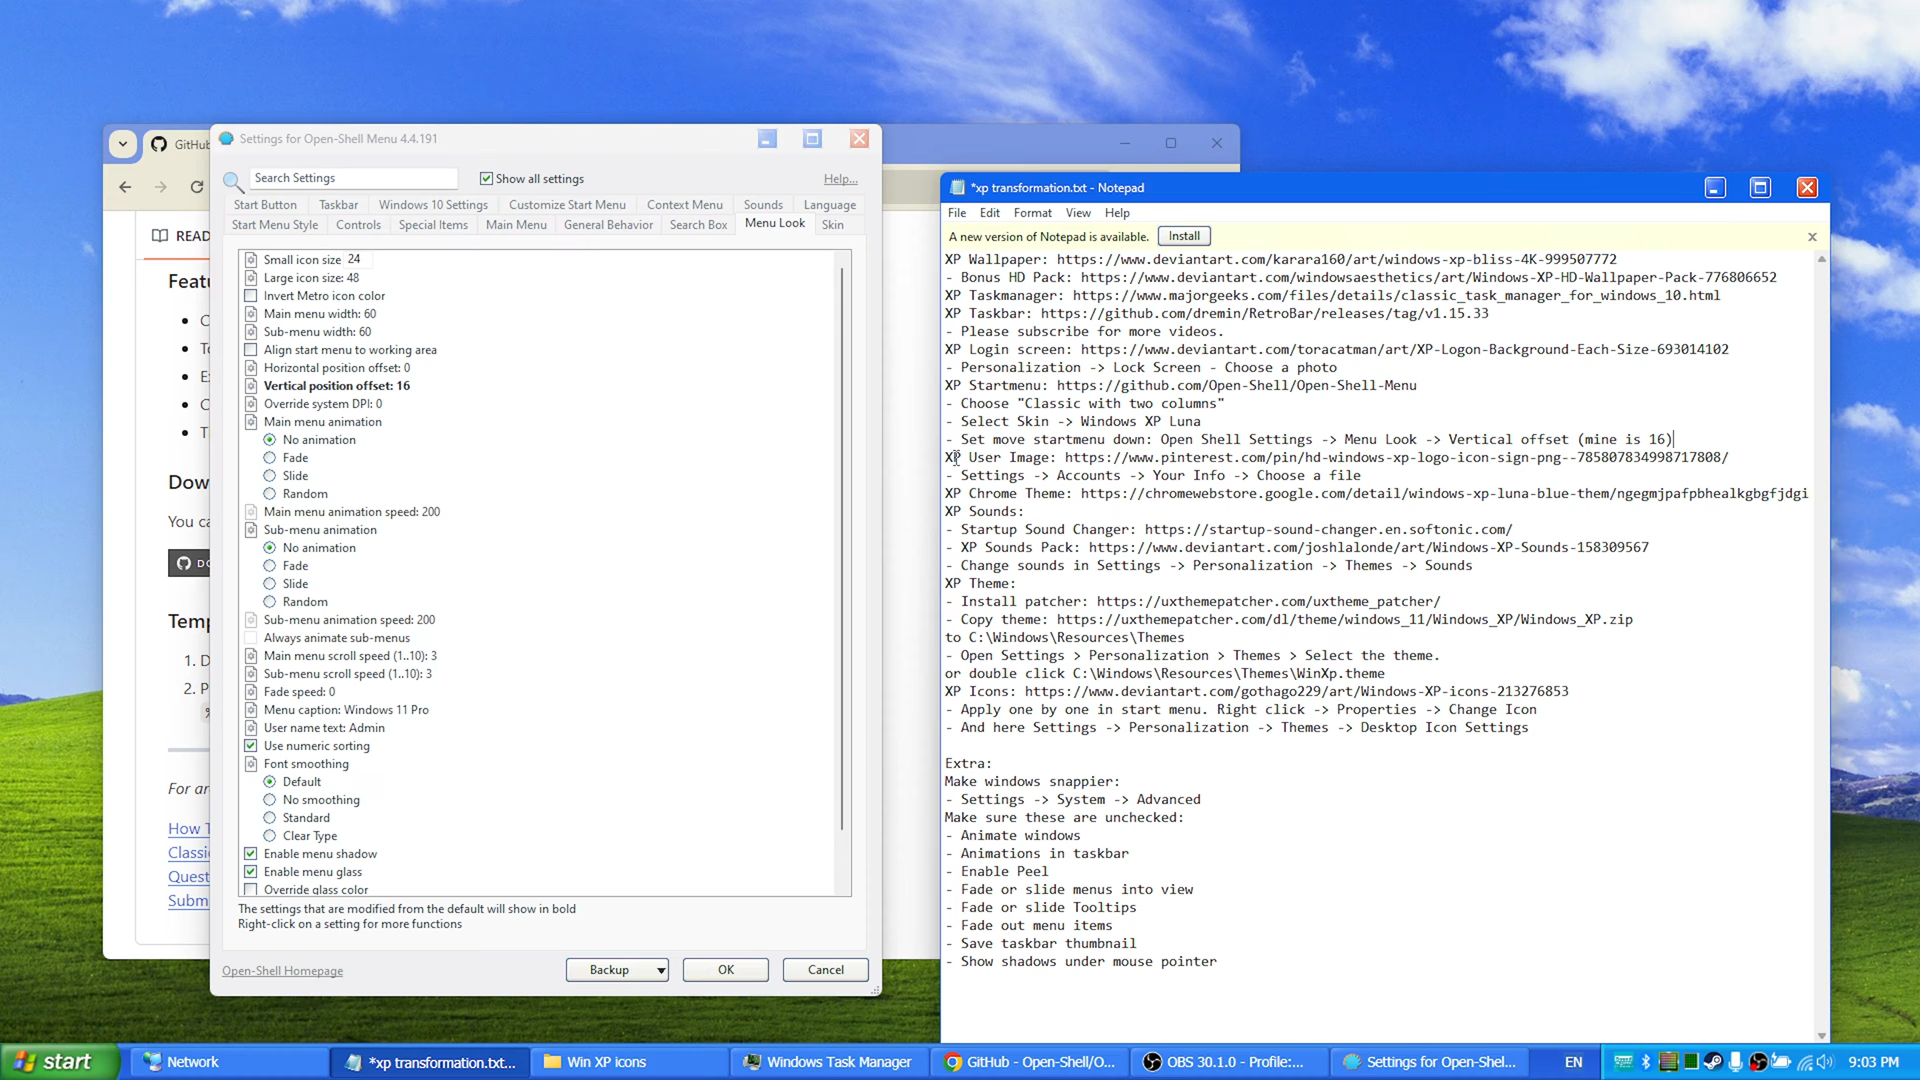 GitHub
READ
Featu
Dow
You ca
Temp
1. D
2. P
For ar
How T
Classi
Quest
Subm
Settings for Open-Shell Menu 4.4.191
Search Settings
Show all settings
Help...
Start Button
Taskbar
Windows 10 Settings
Customize Start Menu
Context Menu
Sounds
Language
Start Menu Style
Controls
Special Items
Main Menu
General Behavior
Search Box
Menu Look
Skin
Small icon size 24
Large icon size: 48
Invert Metro icon color
Main menu width: 60
Sub-menu width: 60
Align start menu to working area
Horizontal position offset: 0
Vertical position offset: 16
Override system DPI: 0
Main menu animation
No animation
Fade
Slide
Random
Main menu animation speed: 200
Sub-menu animation
No animation
Fade
Slide
Random
Sub-menu animation speed: 200
Always animate sub-menus
Main menu scroll speed (1..10): 3
Sub-menu scroll speed (1..10): 3
Fade speed: 0
Menu caption: Windows 11 Pro
User name text: Admin
Use numeric sorting
Font smoothing
Default
No smoothing
Standard
Clear Type
Enable menu shadow
Enable menu glass
Override glass color
The settings that are modified from the default will show in bold
Right-click on a setting for more functions
Open-Shell Homepage
Backup
OK
Cancel
*xp transformation.txt - Notepad
File Edit Format View Help
A new version of Notepad is available. Install
XP Wallpaper: https://www.deviantart.com/karara160/art/windows-xp-bliss-4K-999507772
- Bonus HD Pack: https://www.deviantart.com/windowsaesthetics/art/Windows-XP-HD-Wallpaper-Pack-776806652
XP Taskmanager: https://www.majorgeeks.com/files/details/classic_task_manager_for_windows_10.html
XP Taskbar: https://github.com/dremin/RetroBar/releases/tag/v1.15.33
- Please subscribe for more videos.
XP Login screen: https://www.deviantart.com/toracatman/art/XP-Logon-Background-Each-Size-693014102
- Personalization -> Lock Screen - Choose a photo
XP Startmenu: https://github.com/Open-Shell/Open-Shell-Menu
- Choose "Classic with two columns"
- Select Skin -> Windows XP Luna
- Set move startmenu down: Open Shell Settings -> Menu Look -> Vertical offset (mine is 16)
XP User Image: https://www.pinterest.com/pin/hd-windows-xp-logo-icon-sign-png--785807834998717808/
- Settings -> Accounts -> Your Info -> Choose a file
XP Chrome Theme: https://chromewebstore.google.com/detail/windows-xp-luna-blue-them/ngegmjpafpbhealkgbgfjdgi
XP Sounds:
- Startup Sound Changer: https://startup-sound-changer.en.softonic.com/
- XP Sounds Pack: https://www.deviantart.com/joshlalonde/art/Windows-XP-Sounds-158309567
- Change sounds in Settings -> Personalization -> Themes -> Sounds
XP Theme:
- Install patcher: https://uxthemepatcher.com/uxtheme_patcher/
- Copy theme: https://uxthemepatcher.com/dl/theme/windows_11/Windows_XP/Windows_XP.zip
to C:\Windows\Resources\Themes
- Open Settings > Personalization > Themes > Select the theme.
or double click C:\Windows\Resources\Themes\WinXp.theme
XP Icons: https://www.deviantart.com/gothago229/art/Windows-XP-icons-213276853
- Apply one by one in start menu. Right click -> Properties -> Change Icon
- And here Settings -> Personalization -> Themes -> Desktop Icon Settings
Extra:
Make windows snappier:
- Settings -> System -> Advanced
Make sure these are unchecked:
- Animate windows
- Animations in taskbar
- Enable Peel
- Fade or slide menus into view
- Fade or slide Tooltips
- Fade out menu items
- Save taskbar thumbnail
- Show shadows under mouse pointer
start
Network
*xp transformation.txt...
Win XP icons
Windows Task Manager
GitHub - Open-Shell/O...
OBS 30.1.0 - Profile:...
Settings for Open-Shel...
EN
9:03 PM